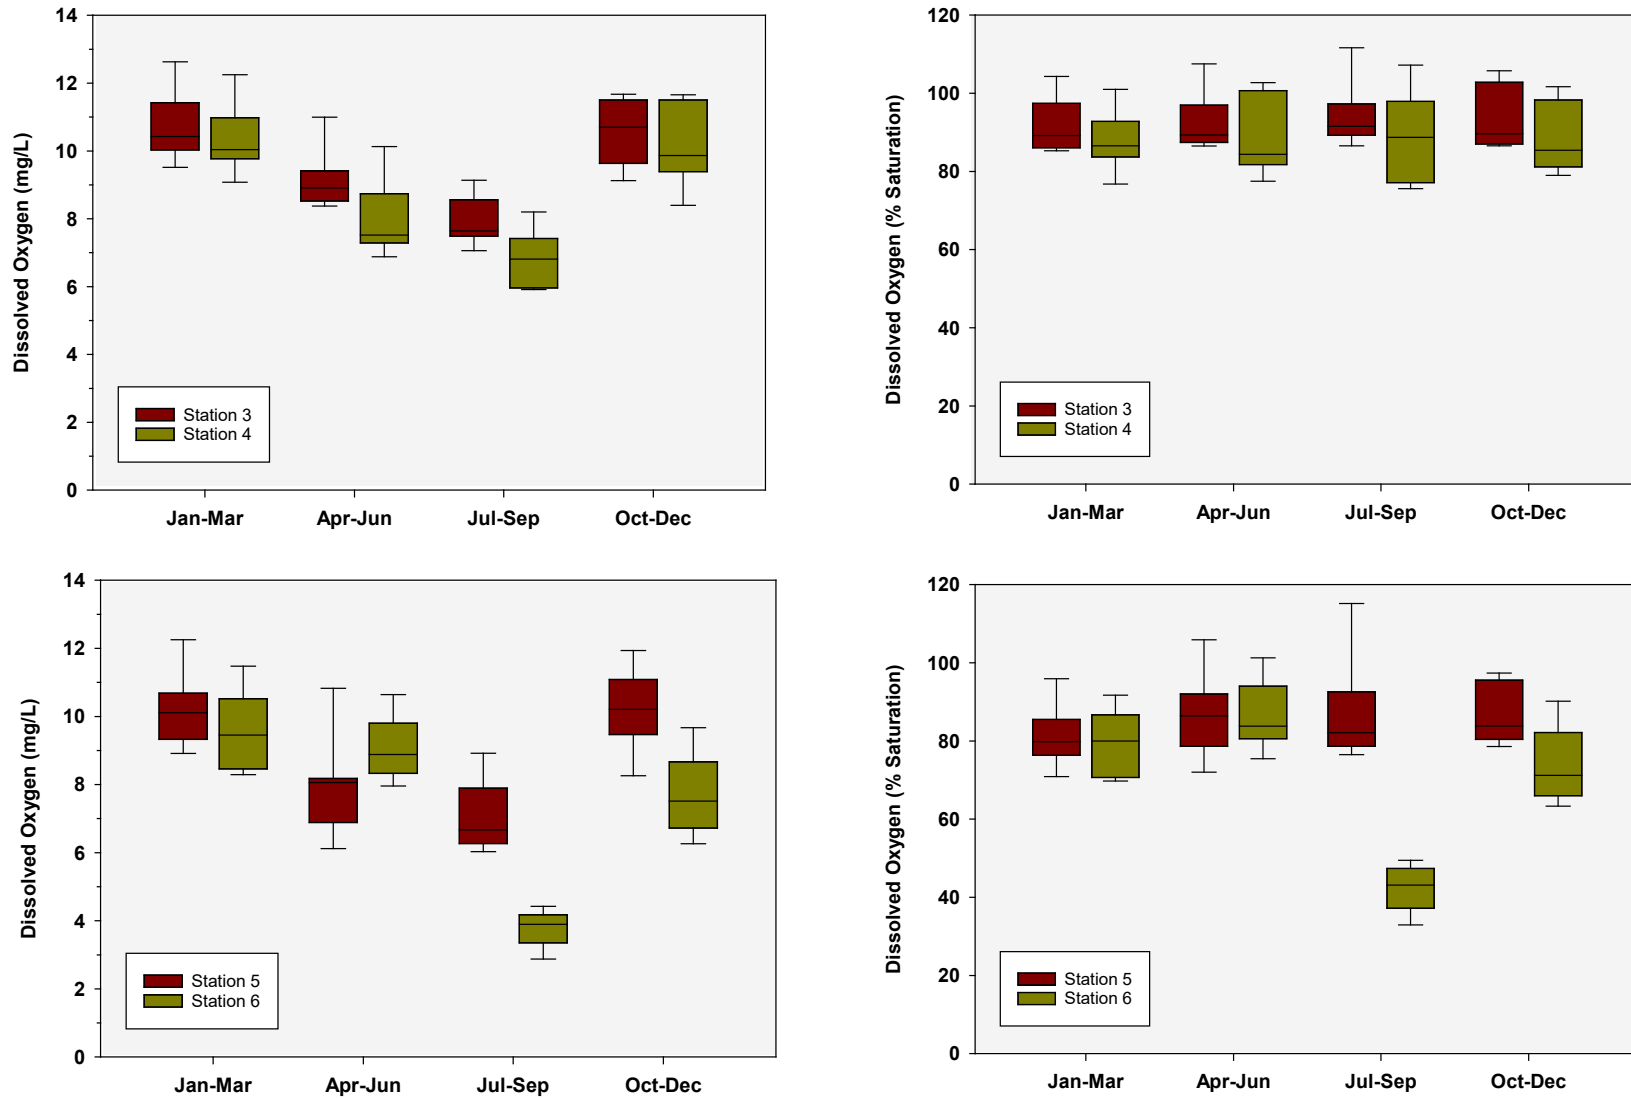 Dissolved Oxygen (mg/L)
14
12
10
8
6
4
2
0
Station 3
Station 4
Jan-Mar Apr-Jun Jul-Sep Oct-Dec
Dissolved Oxygen (% Saturation)
120
100
80
60
40
20
0
Station 3
Station 4
Jan-Mar Apr-Jun Jul-Sep Oct-Dec
Dissolved Oxygen (mg/L)
14
12
10
8
6
4
2
0
Station 5
Station 6
Jan-Mar Apr-Jun Jul-Sep Oct-Dec
Dissolved Oxygen (% Saturation)
120
100
80
60
40
20
0
Station 5
Station 6
Jan-Mar Apr-Jun Jul-Sep Oct-Dec